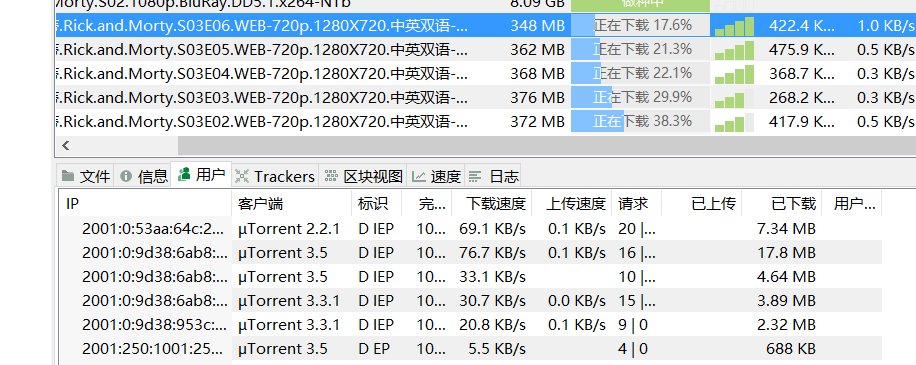 Morty.S02.1080p.BluRay.DD5.1.x264-NTb 8.09 GB 做种中
.Rick.and.Morty.S03E06.WEB-720p.1280X720.中英双语-... 348 MB 正在下载 17.6% 422.4 K... 1.0 KB/s
.Rick.and.Morty.S03E05.WEB-720p.1280X720.中英双语-... 362 MB 正在下载 21.3% 475.9 K... 0.5 KB/s
.Rick.and.Morty.S03E04.WEB-720p.1280X720.中英双语-... 368 MB 正在下载 22.1% 368.7 K... 0.3 KB/s
.Rick.and.Morty.S03E03.WEB-720p.1280X720.中英双语-... 376 MB 正在下载 29.9% 268.2 K... 0.3 KB/s
.Rick.and.Morty.S03E02.WEB-720p.1280X720.中英双语-... 372 MB 正在下载 38.3% 417.9 K... 0.5 KB/s
文件 信息 用户 Trackers 区块视图 速度 日志
IP 客户端 标识 完... 下载速度 上传速度 请求 已上传 已下载 用户...
2001:0:53aa:64c:2... µTorrent 2.2.1 D IEP 10... 69.1 KB/s 0.1 KB/s 20 |... 7.34 MB
2001:0:9d38:6ab8:... µTorrent 3.5 D IEP 10... 76.7 KB/s 0.1 KB/s 16 |... 17.8 MB
2001:0:9d38:6ab8:... µTorrent 3.5 D IEP 10... 33.1 KB/s 10 |... 4.64 MB
2001:0:9d38:6ab8:... µTorrent 3.3.1 D IEP 10... 30.7 KB/s 0.0 KB/s 15 |... 3.89 MB
2001:0:9d38:953c:... µTorrent 3.3.1 D IEP 10... 20.8 KB/s 0.1 KB/s 9 | 0 2.32 MB
2001:250:1001:25... µTorrent 3.5 D EP 10... 5.5 KB/s 4 | 0 688 KB